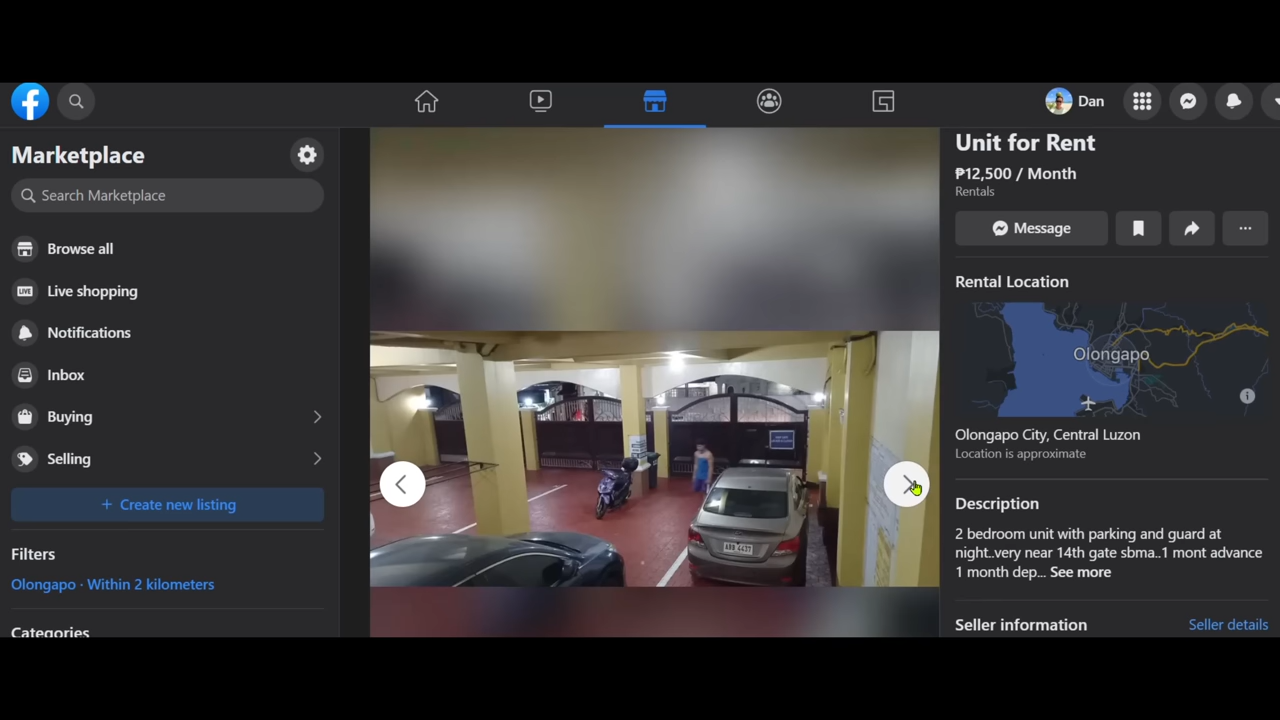 Dan
Marketplace
Search Marketplace
Browse all
LIVE
Live shopping
Notifications
Inbox
Buying
Selling
+ Create new listing
Filters
Olongapo · Within 2 kilometers
Categories
Unit for Rent
₱12,500 / Month
Rentals
Message
Rental Location
Olongapo
Olongapo City, Central Luzon
Location is approximate
Description
2 bedroom unit with parking and guard at
night..very near 14th gate sbma..1 mont advance
1 month dep... See more
Seller information
Seller details